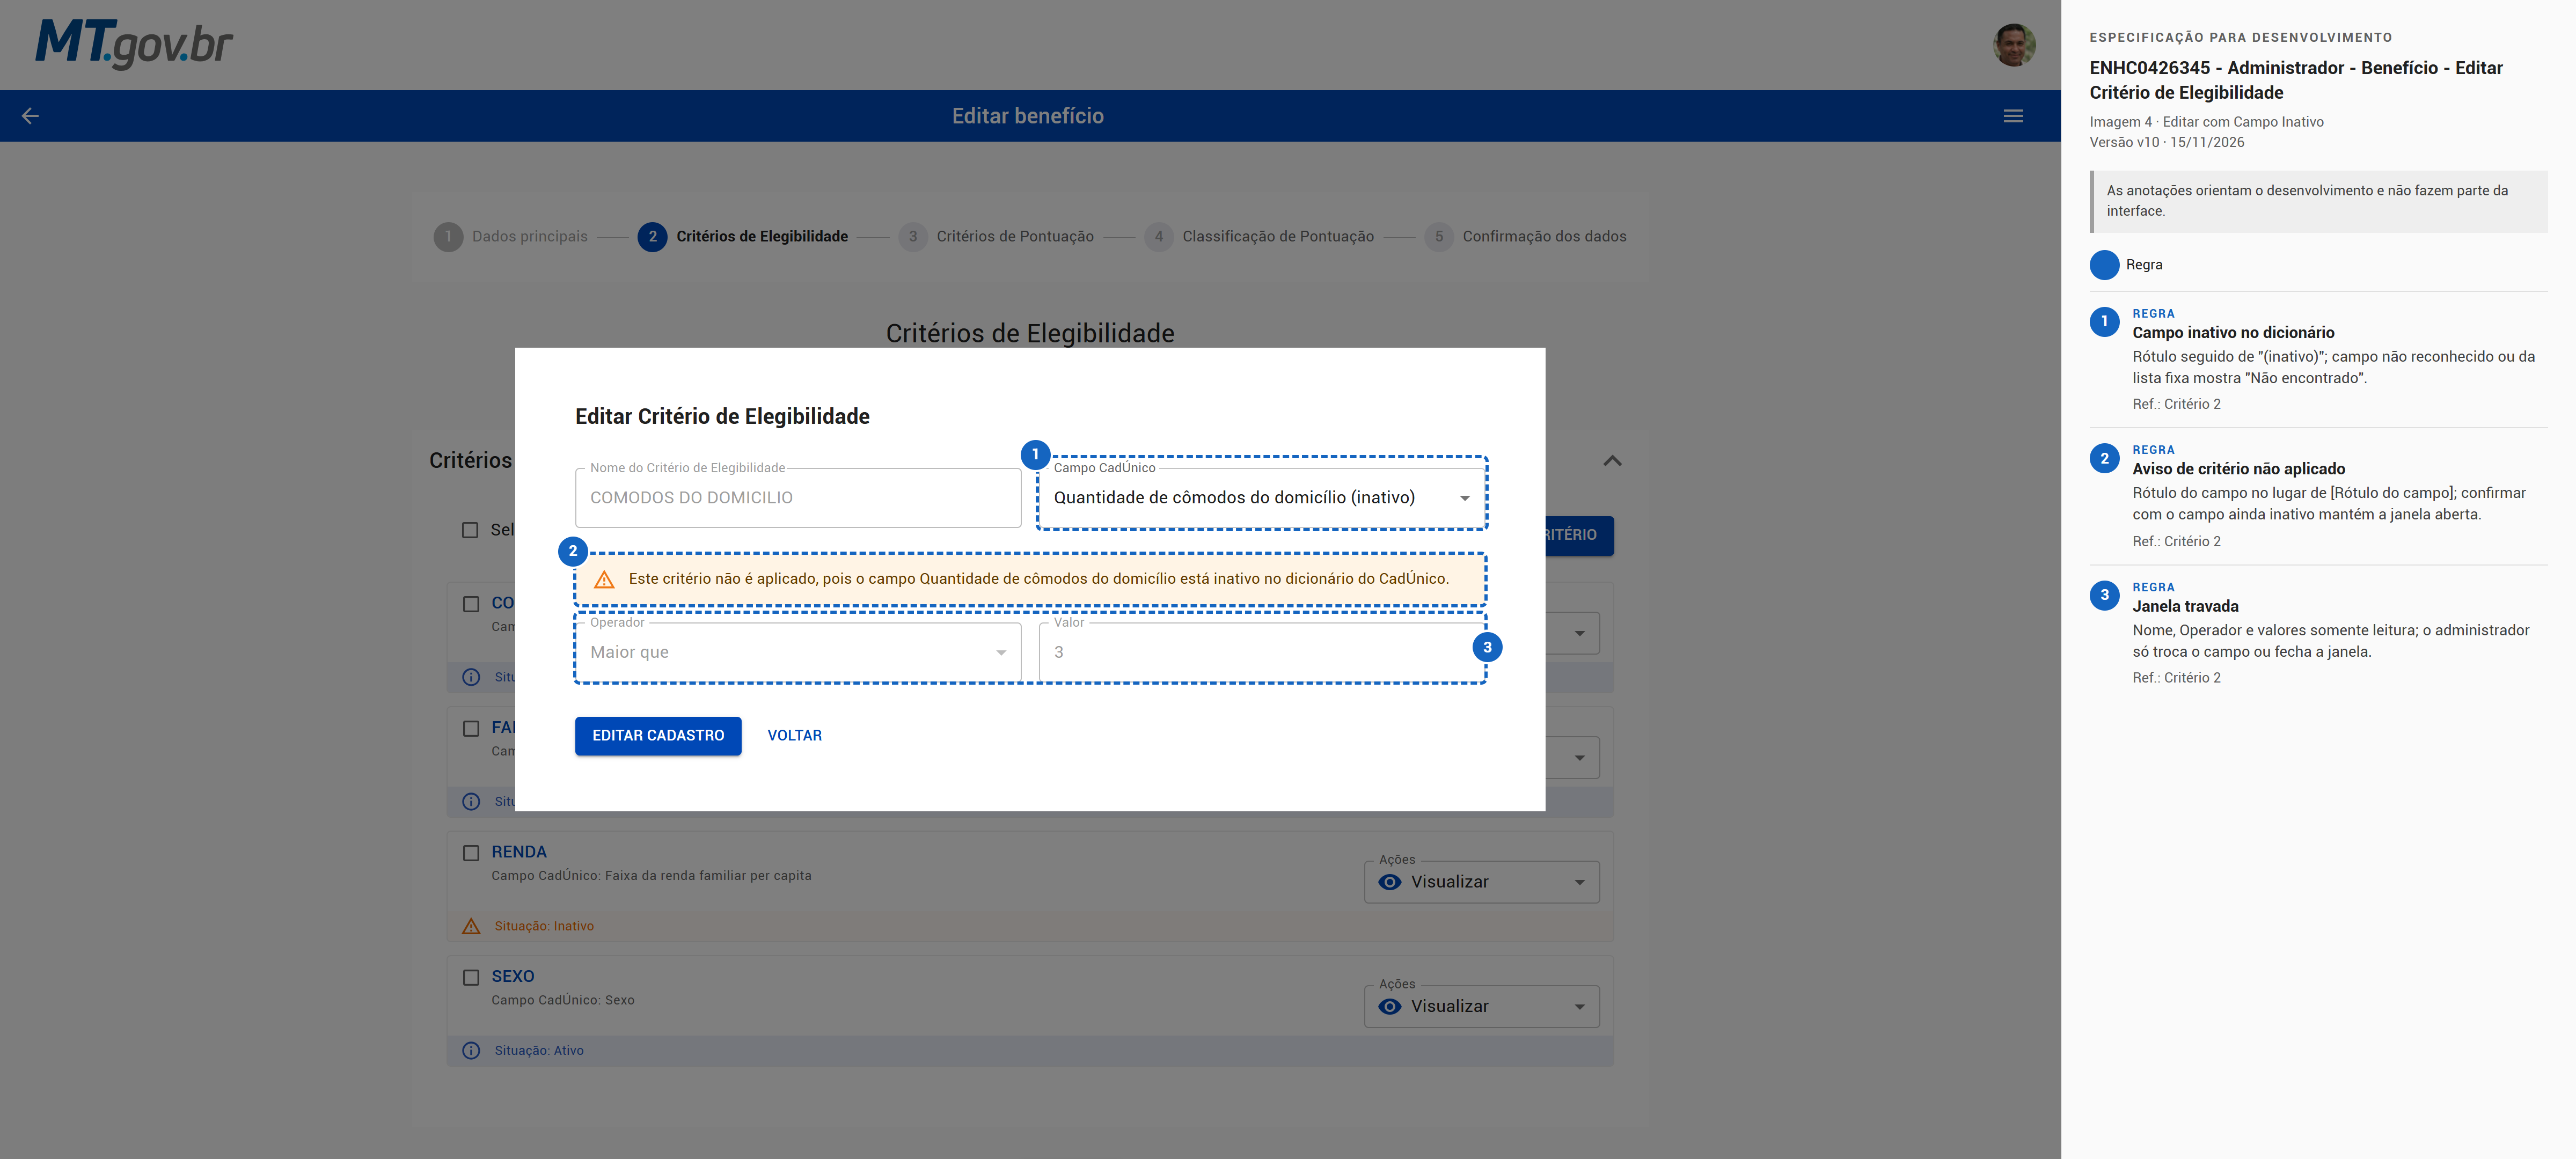 MT.gov.br
Editar benefício
1 Dados principais
2 Critérios de Elegibilidade
3 Critérios de Pontuação
4 Classificação de Pontuação
5 Confirmação dos dados
Critérios de Elegibilidade
Critérios
Sel
RITÉRIO
CO
Cam
Situ
FAI
Cam
Situ
RENDA
Campo CadÚnico: Faixa da renda familiar per capita
Ações
Visualizar
Situação: Inativo
SEXO
Campo CadÚnico: Sexo
Ações
Visualizar
Situação: Ativo
Editar Critério de Elegibilidade
Nome do Critério de Elegibilidade
COMODOS DO DOMICILIO
1
Campo CadÚnico
Quantidade de cômodos do domicílio (inativo)
2
Este critério não é aplicado, pois o campo Quantidade de cômodos do domicílio está inativo no dicionário do CadÚnico.
Operador
Maior que
Valor
3
3
EDITAR CADASTRO
VOLTAR
ESPECIFICAÇÃO PARA DESENVOLVIMENTO
ENHC0426345 - Administrador - Benefício - Editar
Critério de Elegibilidade
Imagem 4 · Editar com Campo Inativo
Versão v10 · 15/11/2026
As anotações orientam o desenvolvimento e não fazem parte da
interface.
Regra
1
REGRA
Campo inativo no dicionário
Rótulo seguido de "(inativo)"; campo não reconhecido ou da
lista fixa mostra "Não encontrado".
Ref.: Critério 2
2
REGRA
Aviso de critério não aplicado
Rótulo do campo no lugar de [Rótulo do campo]; confirmar
com o campo ainda inativo mantém a janela aberta.
Ref.: Critério 2
3
REGRA
Janela travada
Nome, Operador e valores somente leitura; o administrador
só troca o campo ou fecha a janela.
Ref.: Critério 2